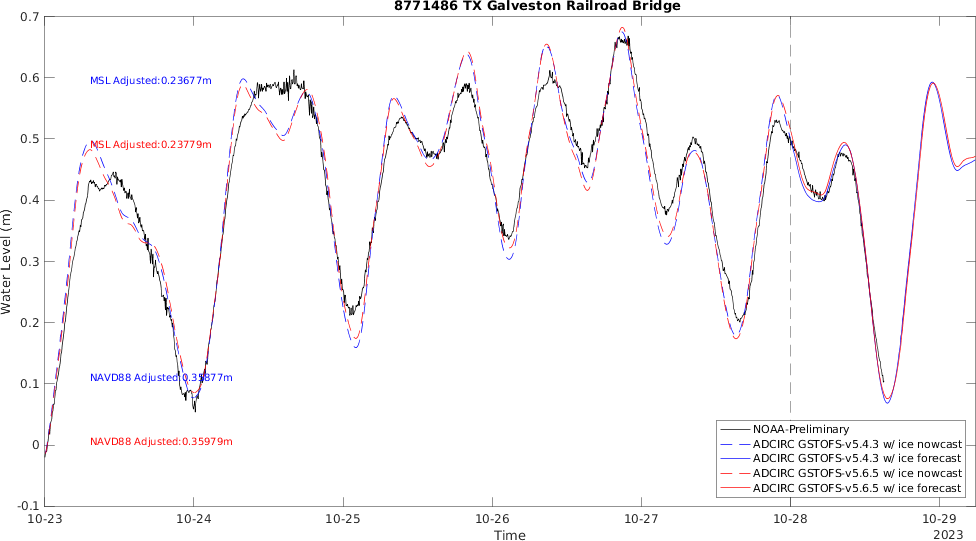 8771486 TX Galveston Railroad Bridge
0.7
0.6
0.5
0.4
0.3
0.2
0.1
0
-0.1
Water Level (m)
MSL Adjusted:0.23677m
MSL Adjusted:0.23779m
NAVD88 Adjusted:0.35877m
NAVD88 Adjusted:0.35979m
NOAA-Preliminary
ADCIRC GSTOFS-v5.4.3 w/ ice nowcast
ADCIRC GSTOFS-v5.4.3 w/ ice forecast
ADCIRC GSTOFS-v5.6.5 w/ ice nowcast
ADCIRC GSTOFS-v5.6.5 w/ ice forecast
10-23 10-24 10-25 10-26 10-27 10-28 10-29
Time
2023